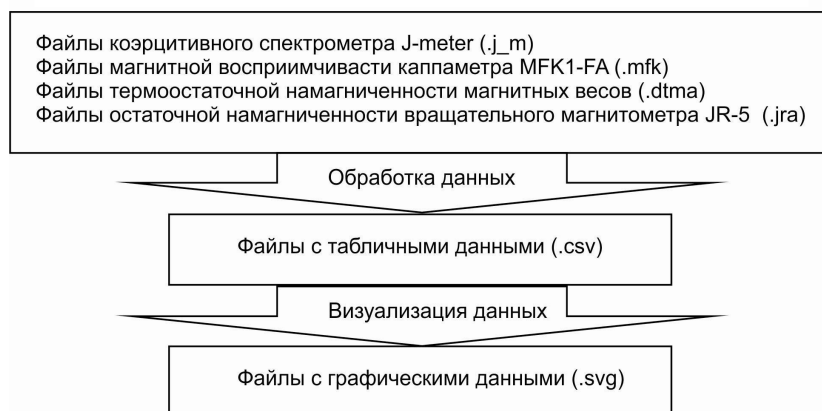 Файлы коэрцитивного спектрометра J-meter (.j_m)
Файлы магнитной восприимчивасти каппаметра MFK1-FA (.mfk)
Файлы термоостаточной намагниченности магнитных весов (.dtma)
Файлы остаточной намагниченности вращательного магнитометра JR-5 (.jra)
Обработка данных
Файлы с табличными данными (.csv)
Визуализация данных
Файлы с графическими данными (.svg)